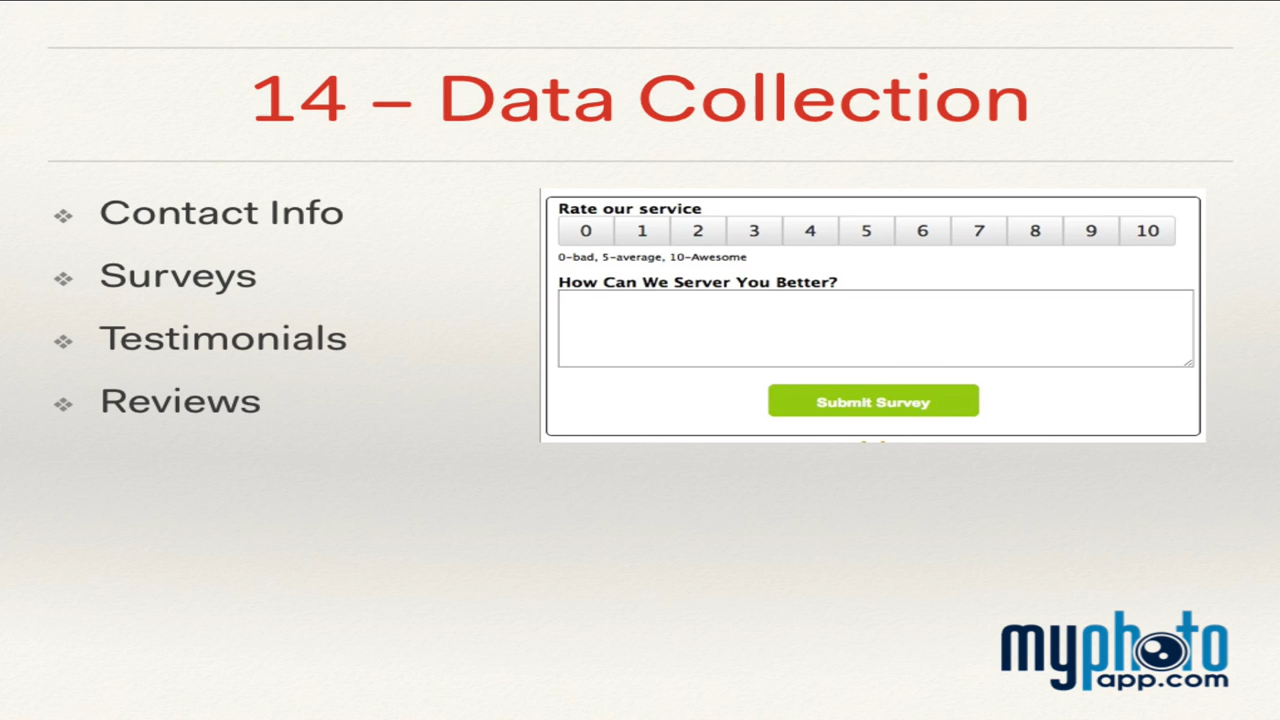 14 – Data Collection
Contact Info
Surveys
Testimonials
Reviews
Rate our service
0 1 2 3 4 5 6 7 8 9 10
0-bad, 5-average, 10-Awesome
How Can We Server You Better?
Submit Survey
myphoto
app.com